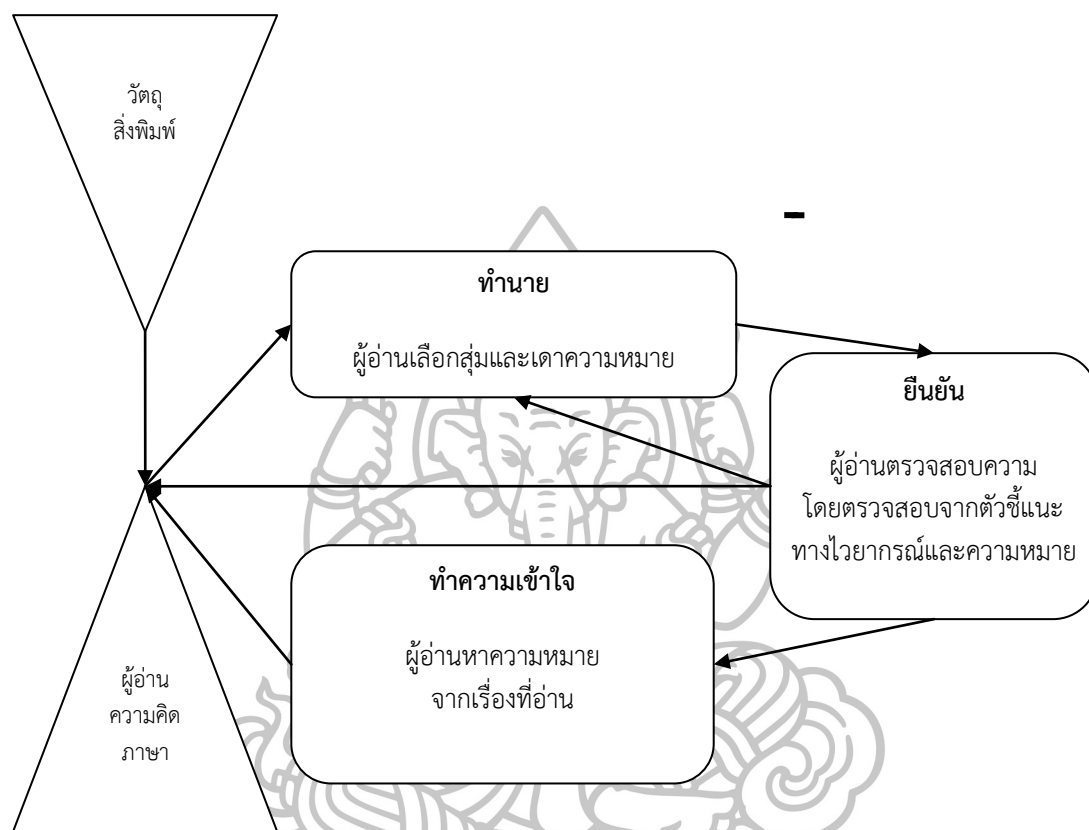 วัตถุ
สิ่งพิมพ์
-
ทำนาย
ผู้อ่านเลือกสุ่มและเดาความหมาย
ยืนยัน
ผู้อ่านตรวจสอบความ
โดยตรวจสอบจากตัวชี้แนะ
ทางไวยากรณ์และความหมาย
ทำความเข้าใจ
ผู้อ่านหาความหมาย
จากเรื่องที่อ่าน
ผู้อ่าน
ความคิด
ภาษา